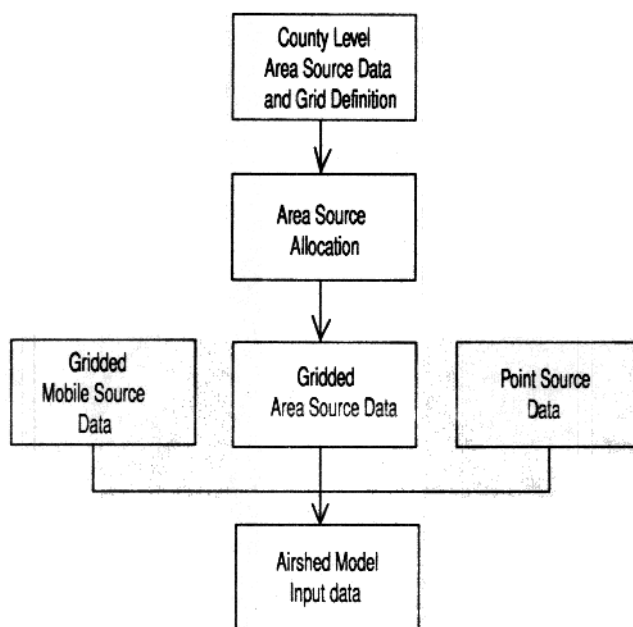 County Level
Area Source Data
and Grid Definition
Area Source
Allocation
Gridded
Mobile Source
Data
Gridded
Area Source Data
Point Source
Data
Airshed Model
Input data